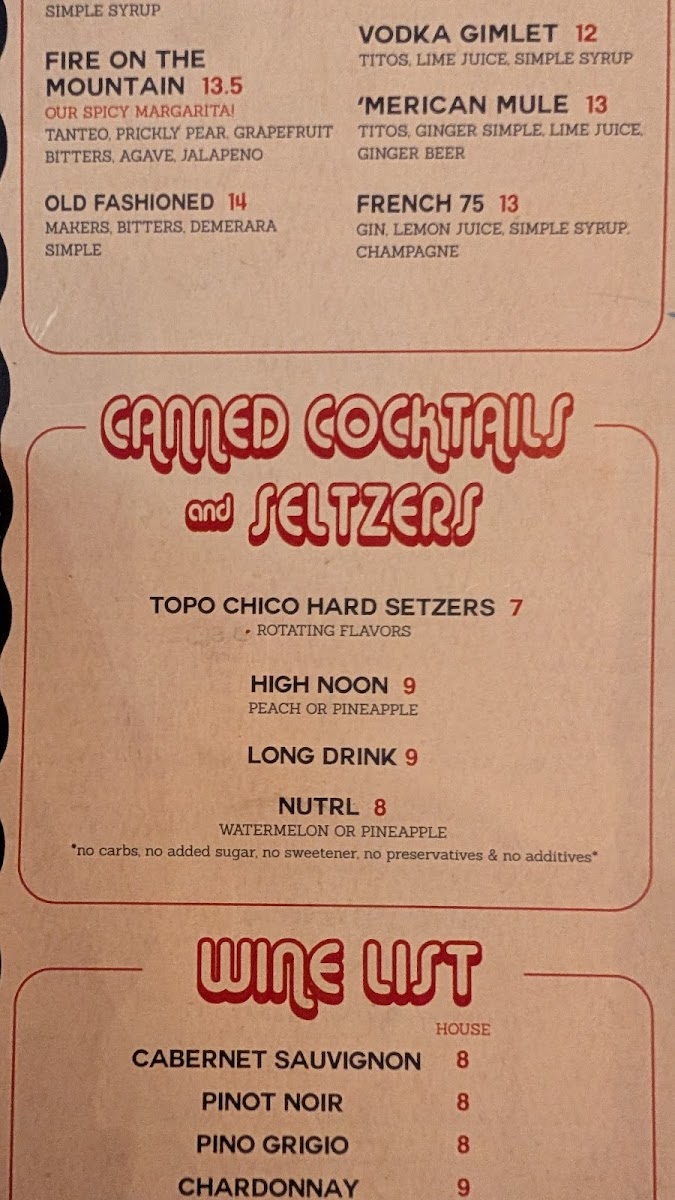 SIMPLE SYRUP
FIRE ON THE
MOUNTAIN 13.5
OUR SPICY MARGARITA!
TANTEO, PRICKLY PEAR, GRAPEFRUIT
BITTERS, AGAVE, JALAPENO
OLD FASHIONED 14
MAKERS, BITTERS, DEMERARA
SIMPLE
VODKA GIMLET 12
TITOS, LIME JUICE, SIMPLE SYRUP
'MERICAN MULE 13
TITOS, GINGER SIMPLE, LIME JUICE,
GINGER BEER
FRENCH 75 13
GIN, LEMON JUICE, SIMPLE SYRUP,
CHAMPAGNE
CANNED COCKTAILS
and SELTZERS
TOPO CHICO HARD SETZERS 7
• ROTATING FLAVORS
HIGH NOON 9
PEACH OR PINEAPPLE
LONG DRINK 9
NUTRL 8
WATERMELON OR PINEAPPLE
*no carbs, no added sugar, no sweetener, no preservatives & no additives*
WINE LIST
HOUSE
CABERNET SAUVIGNON 8
PINOT NOIR 8
PINO GRIGIO 8
CHARDONNAY 9